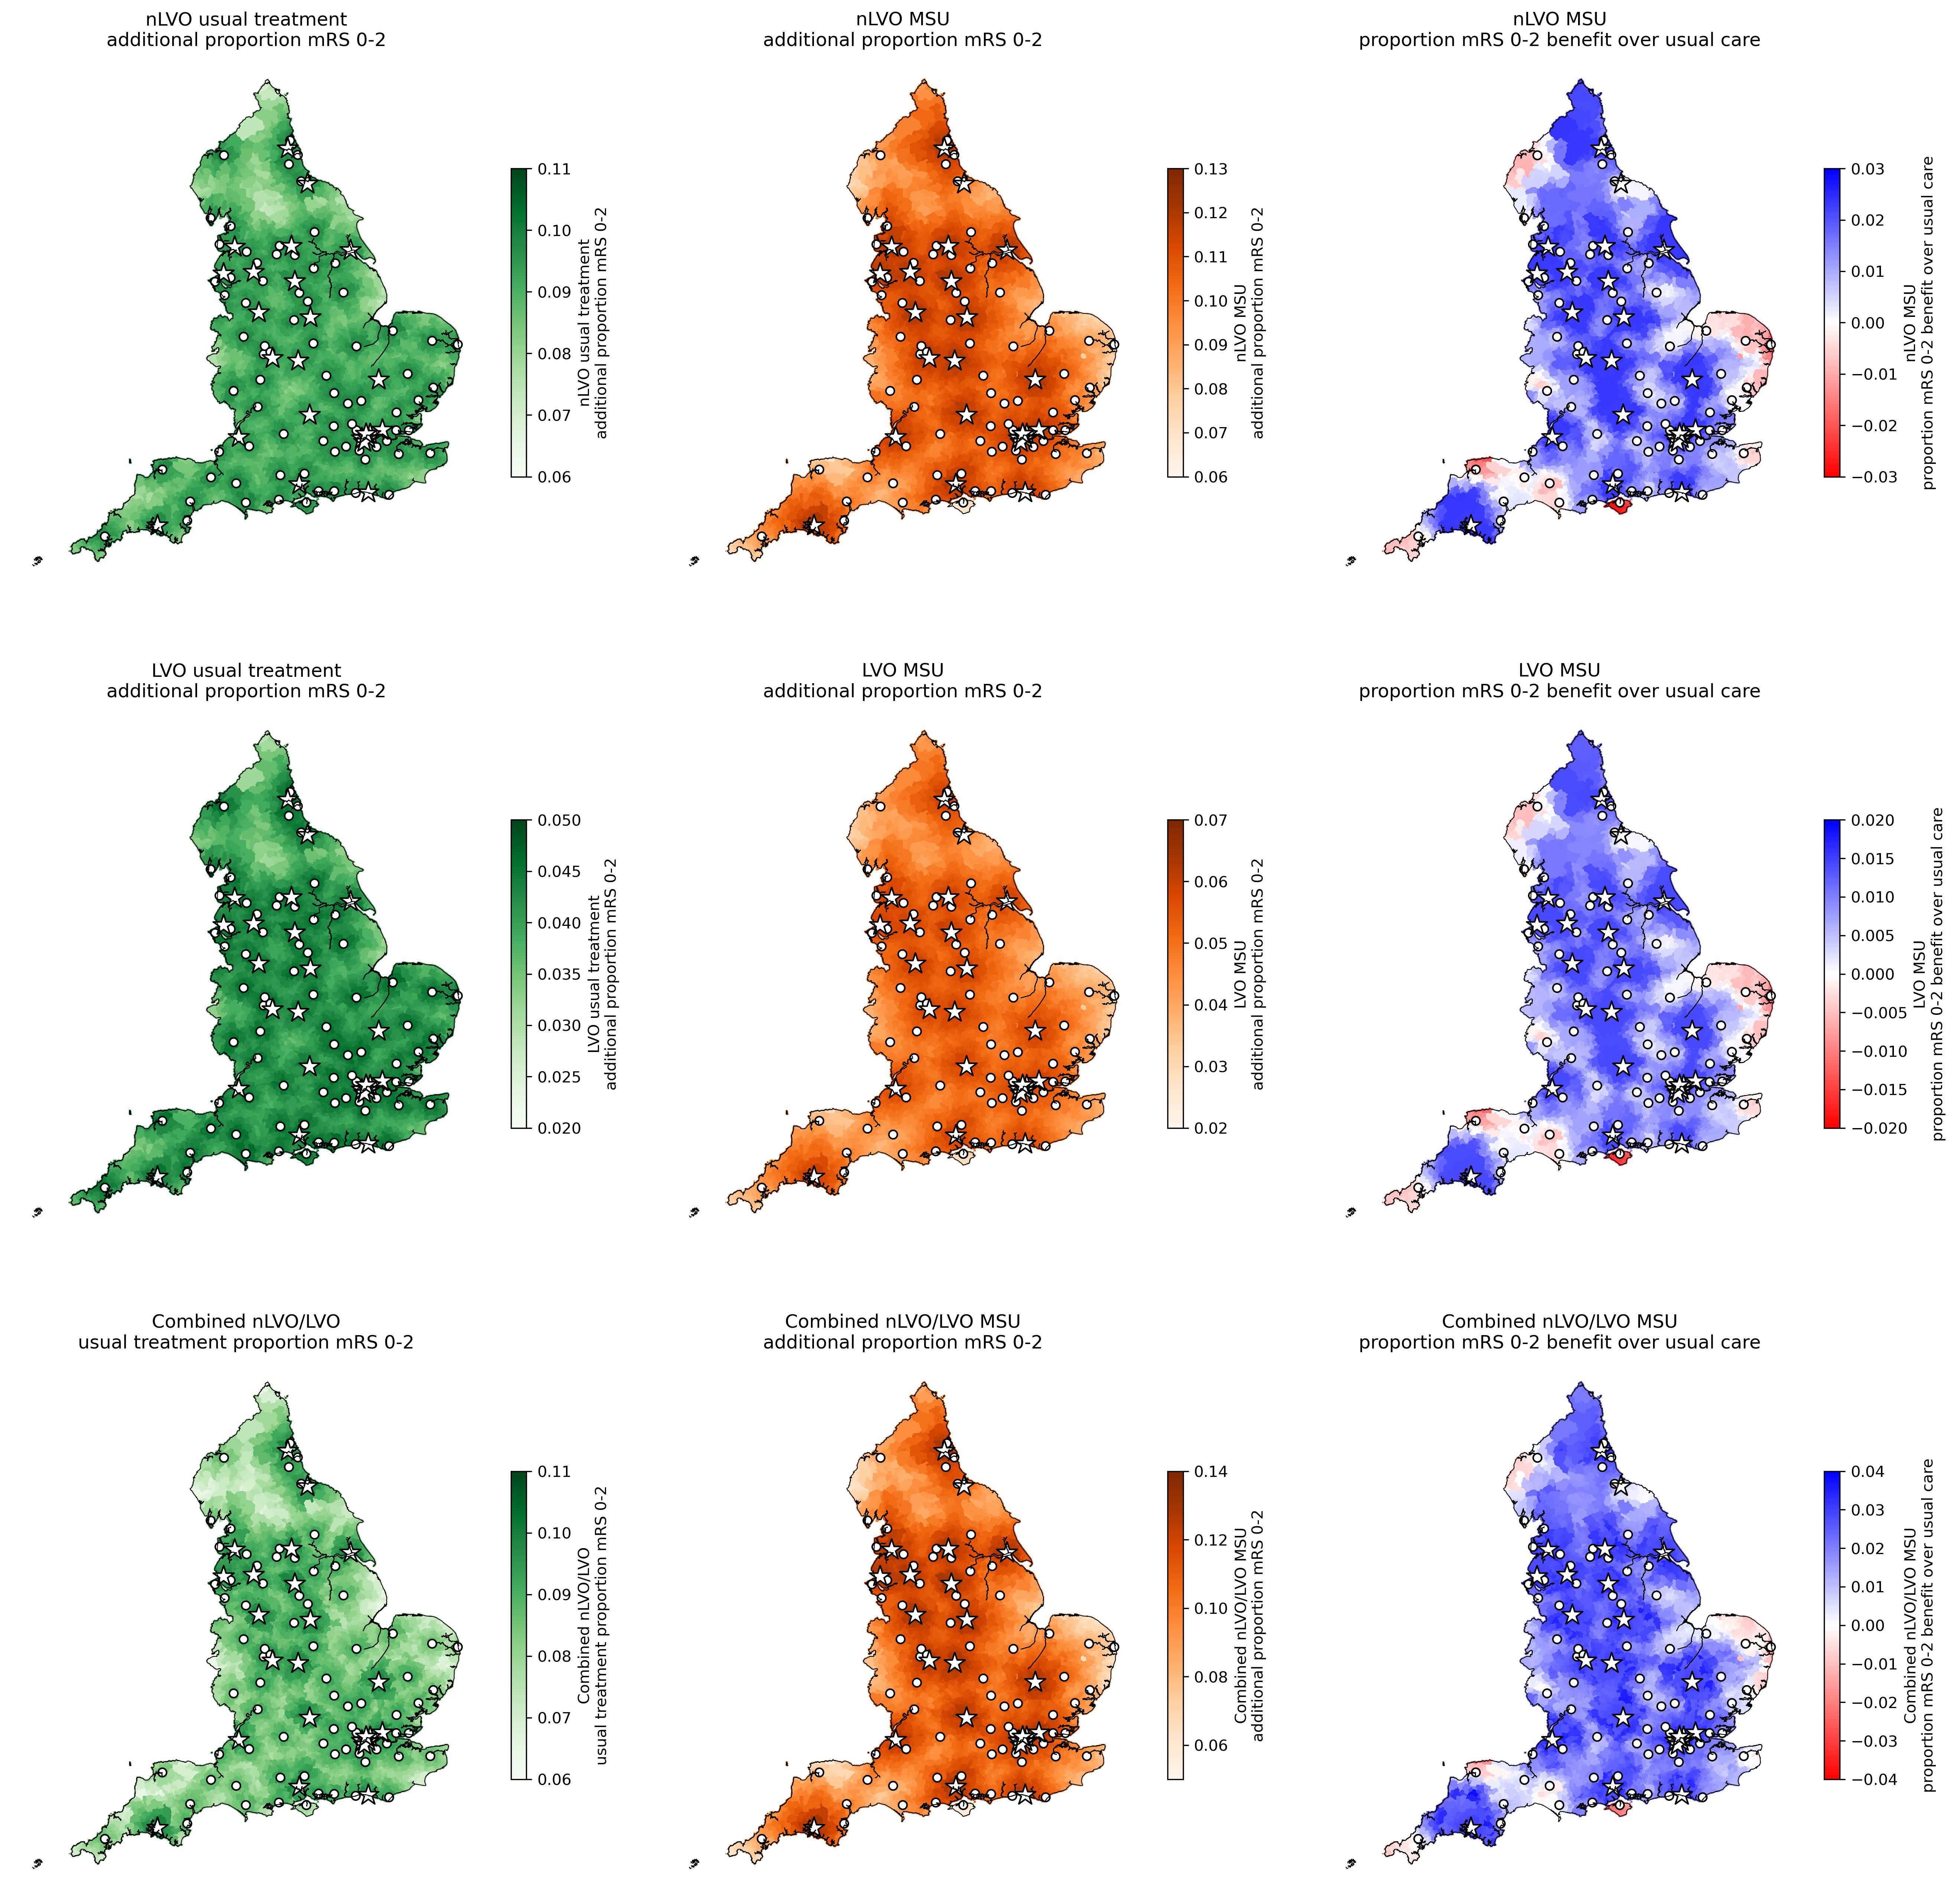 nLVO usual treatment
additional proportion mRS 0-2
0.11
0.10
0.09
0.08
0.07
0.06
nLVO usual treatment
additional proportion mRS 0-2
nLVO MSU
additional proportion mRS 0-2
0.13
0.12
0.11
0.10
0.09
0.08
0.07
0.06
nLVO MSU
additional proportion mRS 0-2
nLVO MSU
proportion mRS 0-2 benefit over usual care
0.03
0.02
0.01
0.00
−0.01
−0.02
−0.03
nLVO MSU
proportion mRS 0-2 benefit over usual care
LVO usual treatment
additional proportion mRS 0-2
0.050
0.045
0.040
0.035
0.030
0.025
0.020
LVO usual treatment
additional proportion mRS 0-2
LVO MSU
additional proportion mRS 0-2
0.07
0.06
0.05
0.04
0.03
0.02
LVO MSU
additional proportion mRS 0-2
LVO MSU
proportion mRS 0-2 benefit over usual care
0.020
0.015
0.010
0.005
0.000
−0.005
−0.010
−0.015
−0.020
LVO MSU
proportion mRS 0-2 benefit over usual care
Combined nLVO/LVO
usual treatment proportion mRS 0-2
0.11
0.10
0.09
0.08
0.07
0.06
Combined nLVO/LVO
usual treatment proportion mRS 0-2
Combined nLVO/LVO MSU
additional proportion mRS 0-2
0.14
0.12
0.10
0.08
0.06
Combined nLVO/LVO MSU
additional proportion mRS 0-2
Combined nLVO/LVO MSU
proportion mRS 0-2 benefit over usual care
0.04
0.03
0.02
0.01
0.00
−0.01
−0.02
−0.03
−0.04
Combined nLVO/LVO MSU
proportion mRS 0-2 benefit over usual care